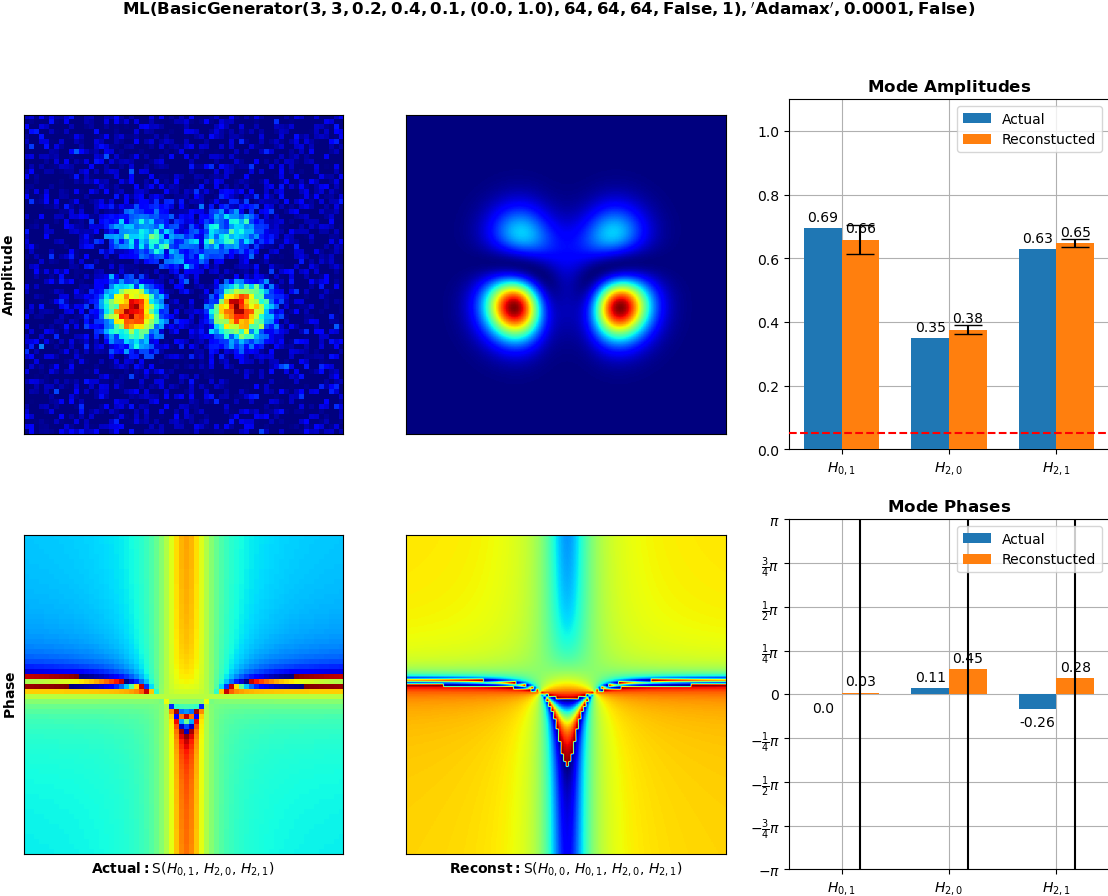 ML(BasicGenerator(3, 3, 0.2, 0.4, 0.1, (0.0, 1.0), 64, 64, 64, False, 1), 'Adamax', 0.0001, False)
Amplitude
Mode Amplitudes
Actual
Reconstucted
1.0
0.8
0.6
0.4
0.2
0.0
0.69
0.66
0.35
0.38
0.63
0.65
H0,1
H2,0
H2,1
Phase
Actual: S(H0,1, H2,0, H2,1)
Reconst: S(H0,0, H0,1, H2,0, H2,1)
Mode Phases
Actual
Reconstucted
π
3/4π
1/2π
1/4π
0
−1/4π
−1/2π
−3/4π
−π
0.0
0.03
0.11
0.45
-0.26
0.28
H0,1
H2,0
H2,1